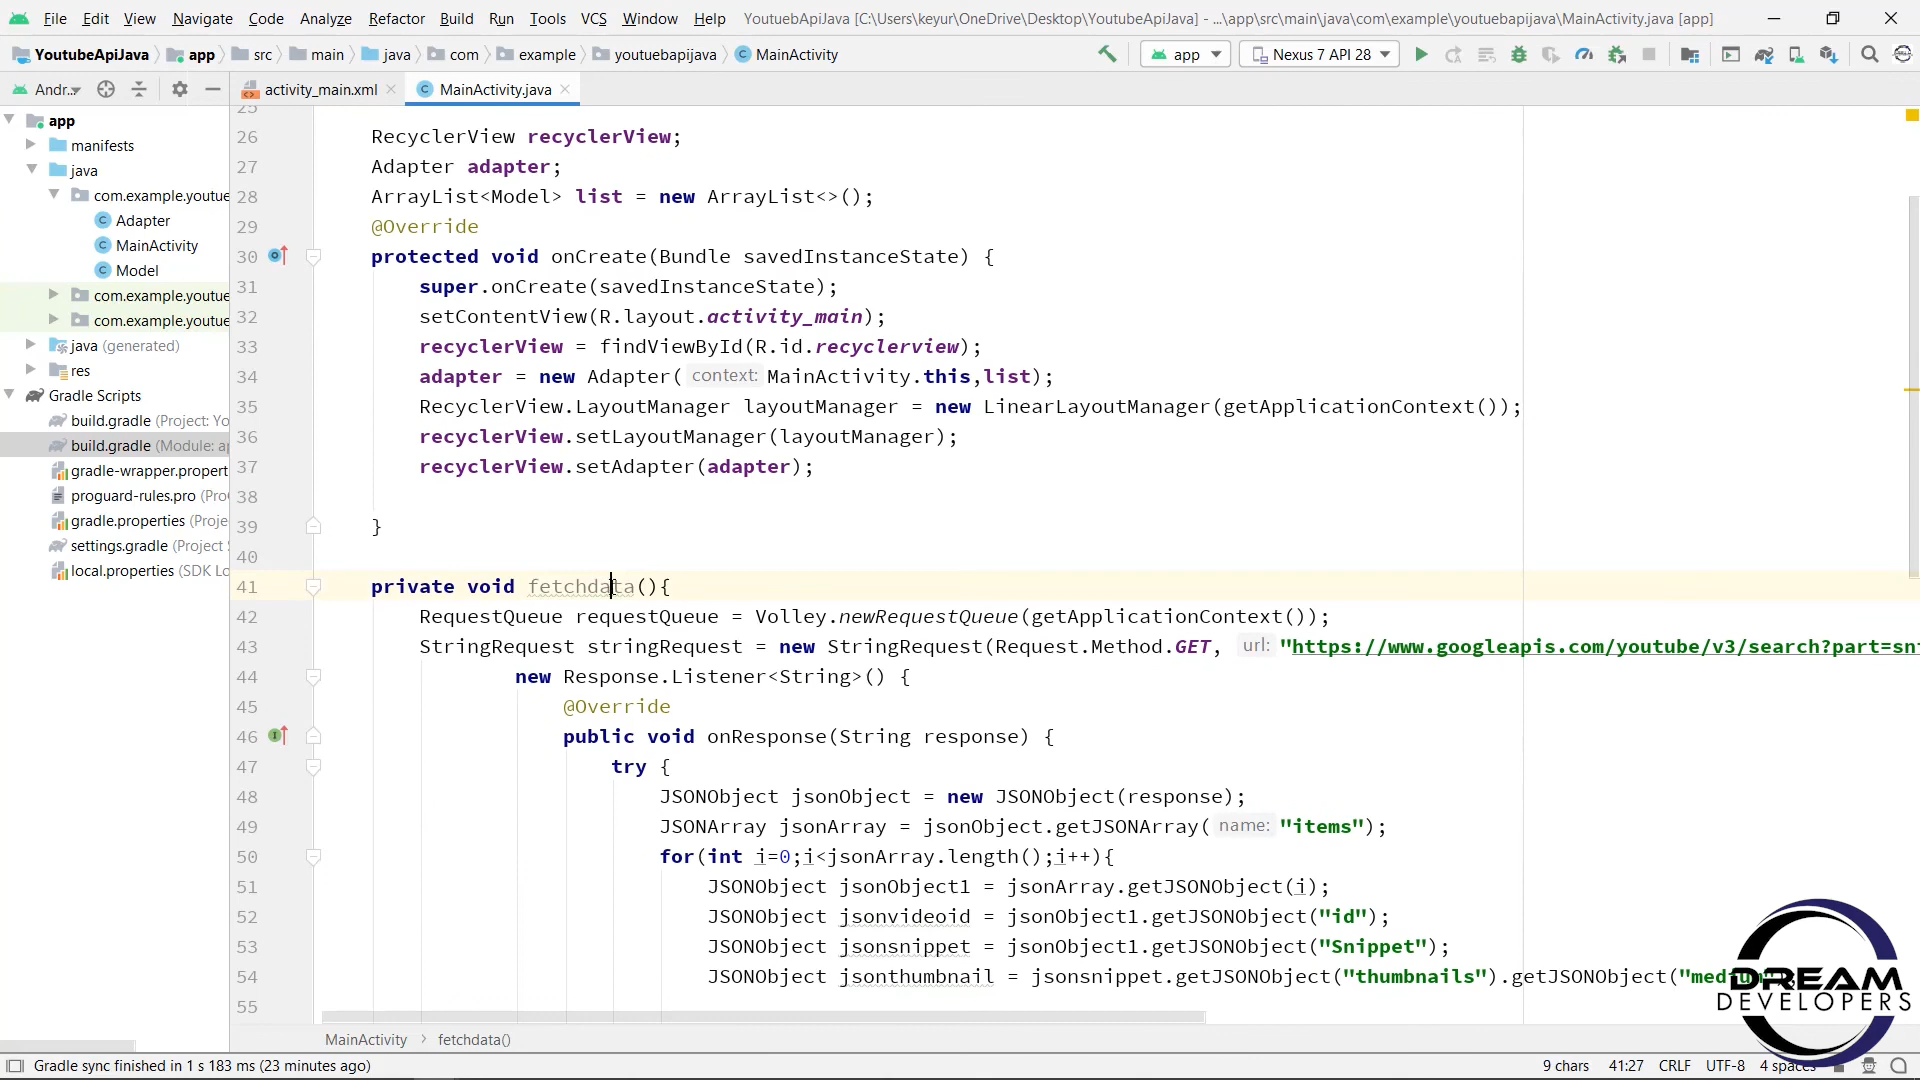 File Edit View Navigate Code Analyze Refactor Build Run Tools VCS Window Help YoutuebApiJava [C:\Users\keyur\OneDrive\Desktop\YoutubeApiJava] - ...\app\src\main\java\com\example\youtuebapijava\MainActivity.java [app]
YoutubeApiJava app src main java com example youtuebapijava MainActivity app Nexus 7 API 28
Andr... activity_main.xml MainActivity.java
app
manifests
java
com.example.youtue
Adapter
MainActivity
Model
com.example.youtue
com.example.youtue
java (generated)
res
Gradle Scripts
build.gradle (Project: Yo
build.gradle (Module: ap
gradle-wrapper.propert
proguard-rules.pro (Pro
gradle.properties (Proje
settings.gradle (Project S
local.properties (SDK Lo
25
26 RecyclerView recyclerView;
27 Adapter adapter;
28 ArrayList<Model> list = new ArrayList<>();
29 @Override
30 protected void onCreate(Bundle savedInstanceState) {
31 super.onCreate(savedInstanceState);
32 setContentView(R.layout.activity_main);
33 recyclerView = findViewById(R.id.recyclerview);
34 adapter = new Adapter( context: MainActivity.this,list);
35 RecyclerView.LayoutManager layoutManager = new LinearLayoutManager(getApplicationContext());
36 recyclerView.setLayoutManager(layoutManager);
37 recyclerView.setAdapter(adapter);
38
39 }
40
41 private void fetchdata(){
42 RequestQueue requestQueue = Volley.newRequestQueue(getApplicationContext());
43 StringRequest stringRequest = new StringRequest(Request.Method.GET, url: "https://www.googleapis.com/youtube/v3/search?part=sn
44 new Response.Listener<String>() {
45 @Override
46 public void onResponse(String response) {
47 try {
48 JSONObject jsonObject = new JSONObject(response);
49 JSONArray jsonArray = jsonObject.getJSONArray( name: "items");
50 for(int i=0;i<jsonArray.length();i++){
51 JSONObject jsonObject1 = jsonArray.getJSONObject(i);
52 JSONObject jsonvideoid = jsonObject1.getJSONObject("id");
53 JSONObject jsonsnippet = jsonObject1.getJSONObject("Snippet");
54 JSONObject jsonthumbnail = jsonsnippet.getJSONObject("thumbnails").getJSONObject("medium");
55
DREAM
DEVELOPERS
MainActivity fetchdata()
Gradle sync finished in 1 s 183 ms (23 minutes ago) 9 chars 41:27 CRLF UTF-8 4 spaces